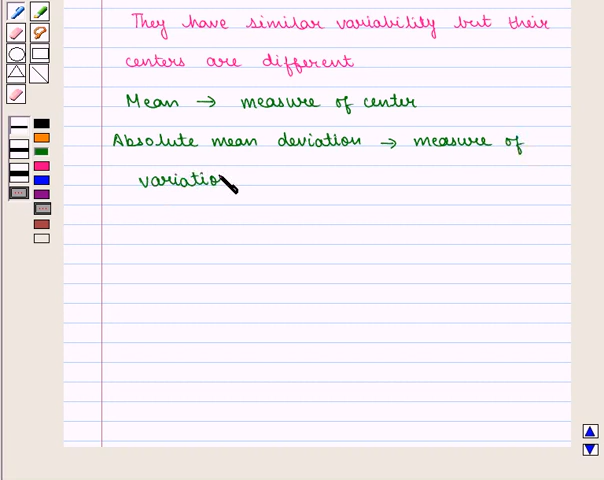 They have similar variability but their
centers are different
Mean → measure of center
Absolute mean deviation → measure of
variatio